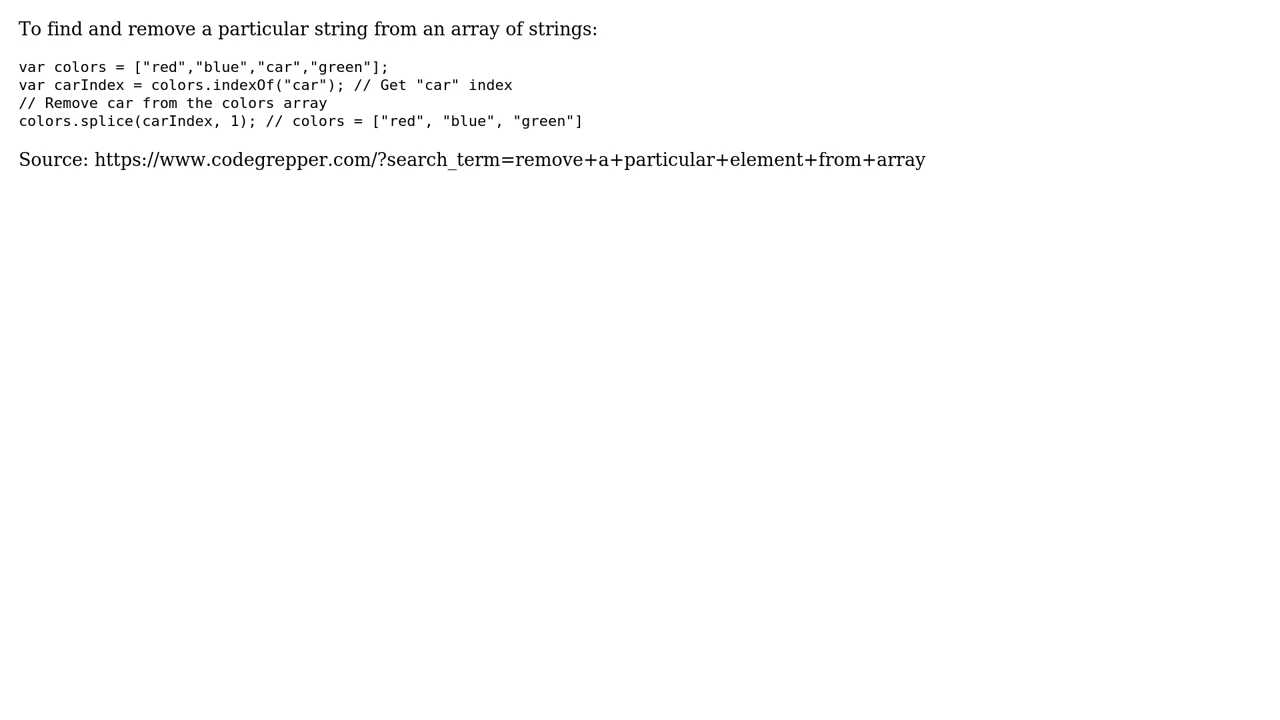 To find and remove a particular string from an array of strings:
var colors = ["red","blue","car","green"];
var carIndex = colors.indexOf("car"); // Get "car" index
// Remove car from the colors array
colors.splice(carIndex, 1); // colors = ["red", "blue", "green"]
Source: https://www.codegrepper.com/?search_term=remove+a+particular+element+from+array